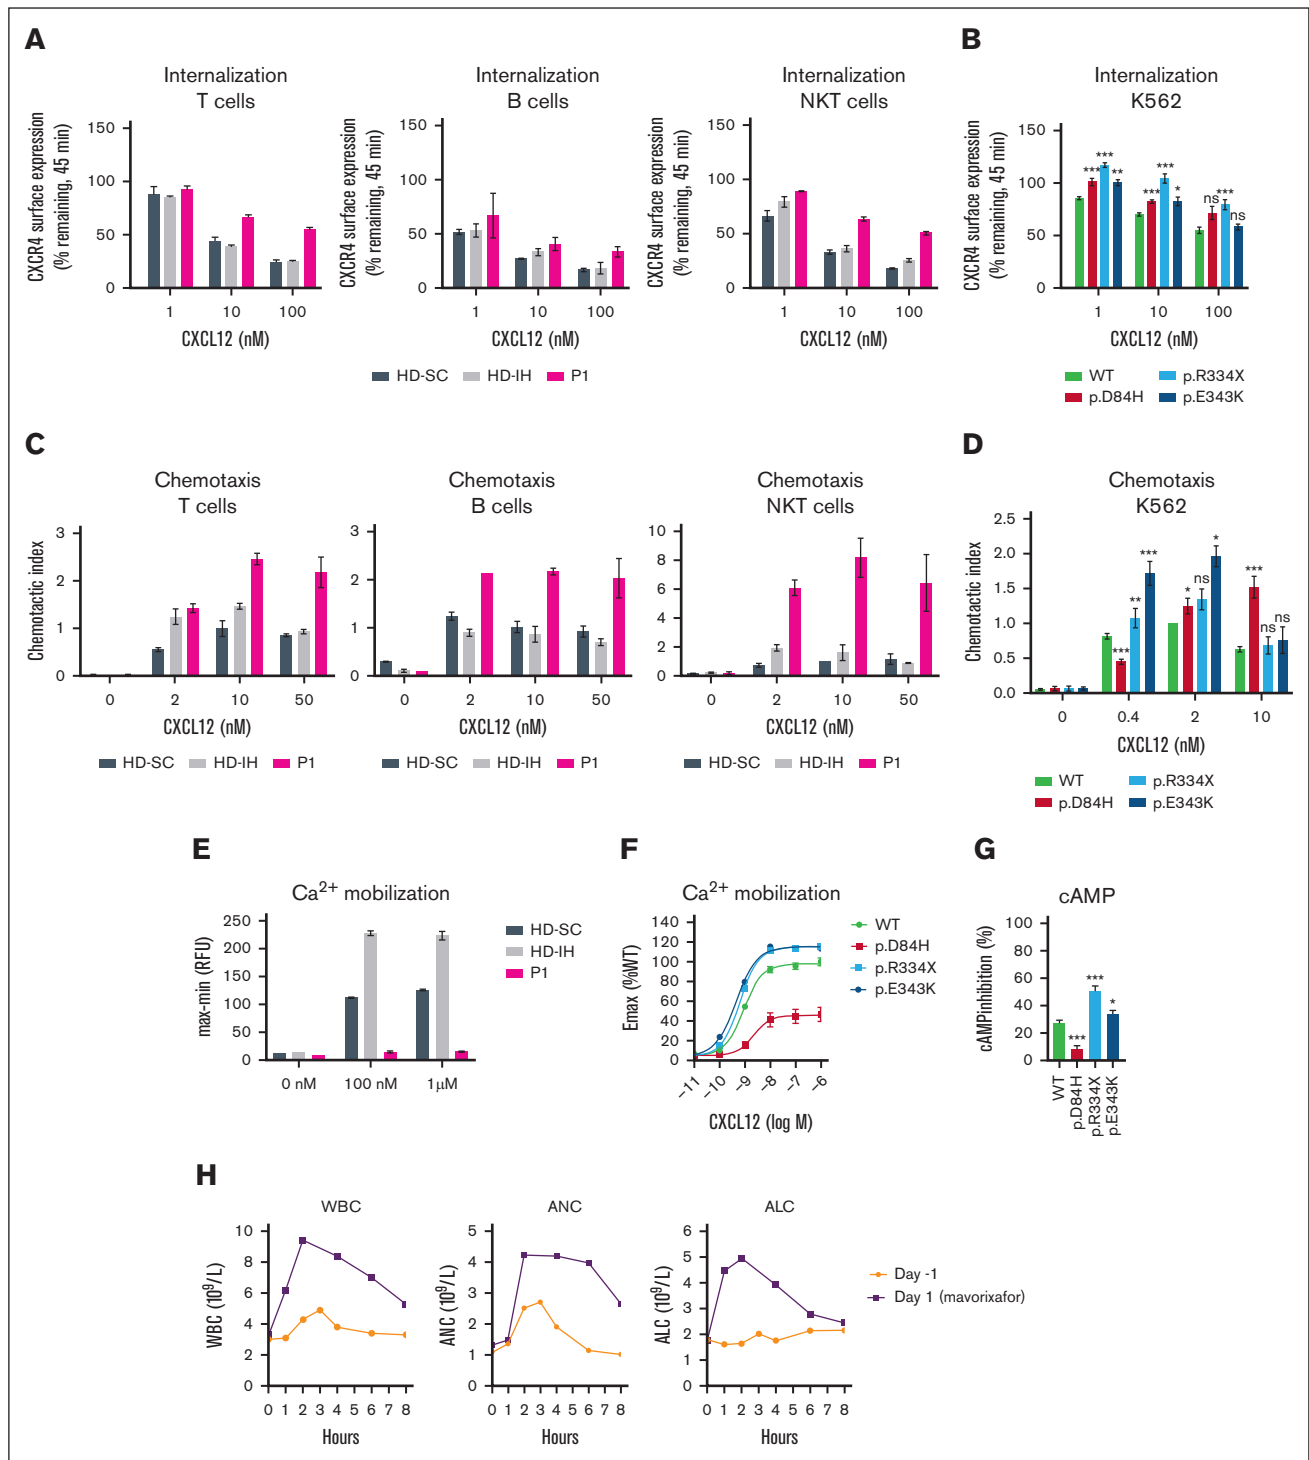 A
B
Internalization
T cells
Internalization
B cells
Internalization
NKT cells
Internalization
K562
CXCR4 surface expression
(% remaining, 45 min)
150
100
50
0
1 10 100
CXCL12 (nM)
CXCR4 surface expression
(% remaining, 45 min)
150
100
50
0
1 10 100
CXCL12 (nM)
CXCR4 surface expression
(% remaining, 45 min)
150
100
50
0
1 10 100
CXCL12 (nM)
HD-SC HD-IH P1
CXCR4 surface expression
(% remaining, 45 min)
150
100
50
0
*** *** **
*** *** *
ns *** ns
1 10 100
CXCL12 (nM)
WT p.R334X
p.D84H p.E343K
C
D
Chemotaxis
T cells
Chemotaxis
B cells
Chemotaxis
NKT cells
Chemotaxis
K562
Chemotactic index
3
2
1
0
0 2 10 50
CXCL12 (nM)
HD-SC HD-IH P1
3
2
1
0
0 2 10 50
CXCL12 (nM)
HD-SC HD-IH P1
10
8
6
4
2
0
0 2 10 50
CXCL12 (nM)
HD-SC HD-IH P1
Chemotactic index
2.5
2.0
1.5
1.0
0.5
0.0
*** ** ***
* ns *
*** ns ns
0 0.4 2 10
CXCL12 (nM)
WT p.R334X
p.D84H p.E343K
E
Ca2+ mobilization
max-min (RFU)
250
200
150
100
50
0
0 nM 100 nM 1µM
HD-SC
HD-IH
P1
F
Ca2+ mobilization
Emax (%WT)
140
120
100
80
60
40
20
0
−11 −10 −9 −8 −7 −6
CXCL12 (log M)
WT
p.D84H
p.R334X
p.E343K
G
cAMP
cAMPinhibition (%)
100
80
60
40
20
0
*** *** *
WT
p.D84H
p.R334X
p.E343K
H
WBC
WBC (10⁹/L)
10
8
6
4
2
0
0 1 2 3 4 5 6 7 8
Hours
ANC
ANC (10⁹/L)
5
4
3
2
1
0
0 1 2 3 4 5 6 7 8
Hours
ALC
ALC (10⁹/L)
6
5
4
3
2
1
0
0 1 2 3 4 5 6 7 8
Hours
Day -1
Day 1 (mavorixafor)